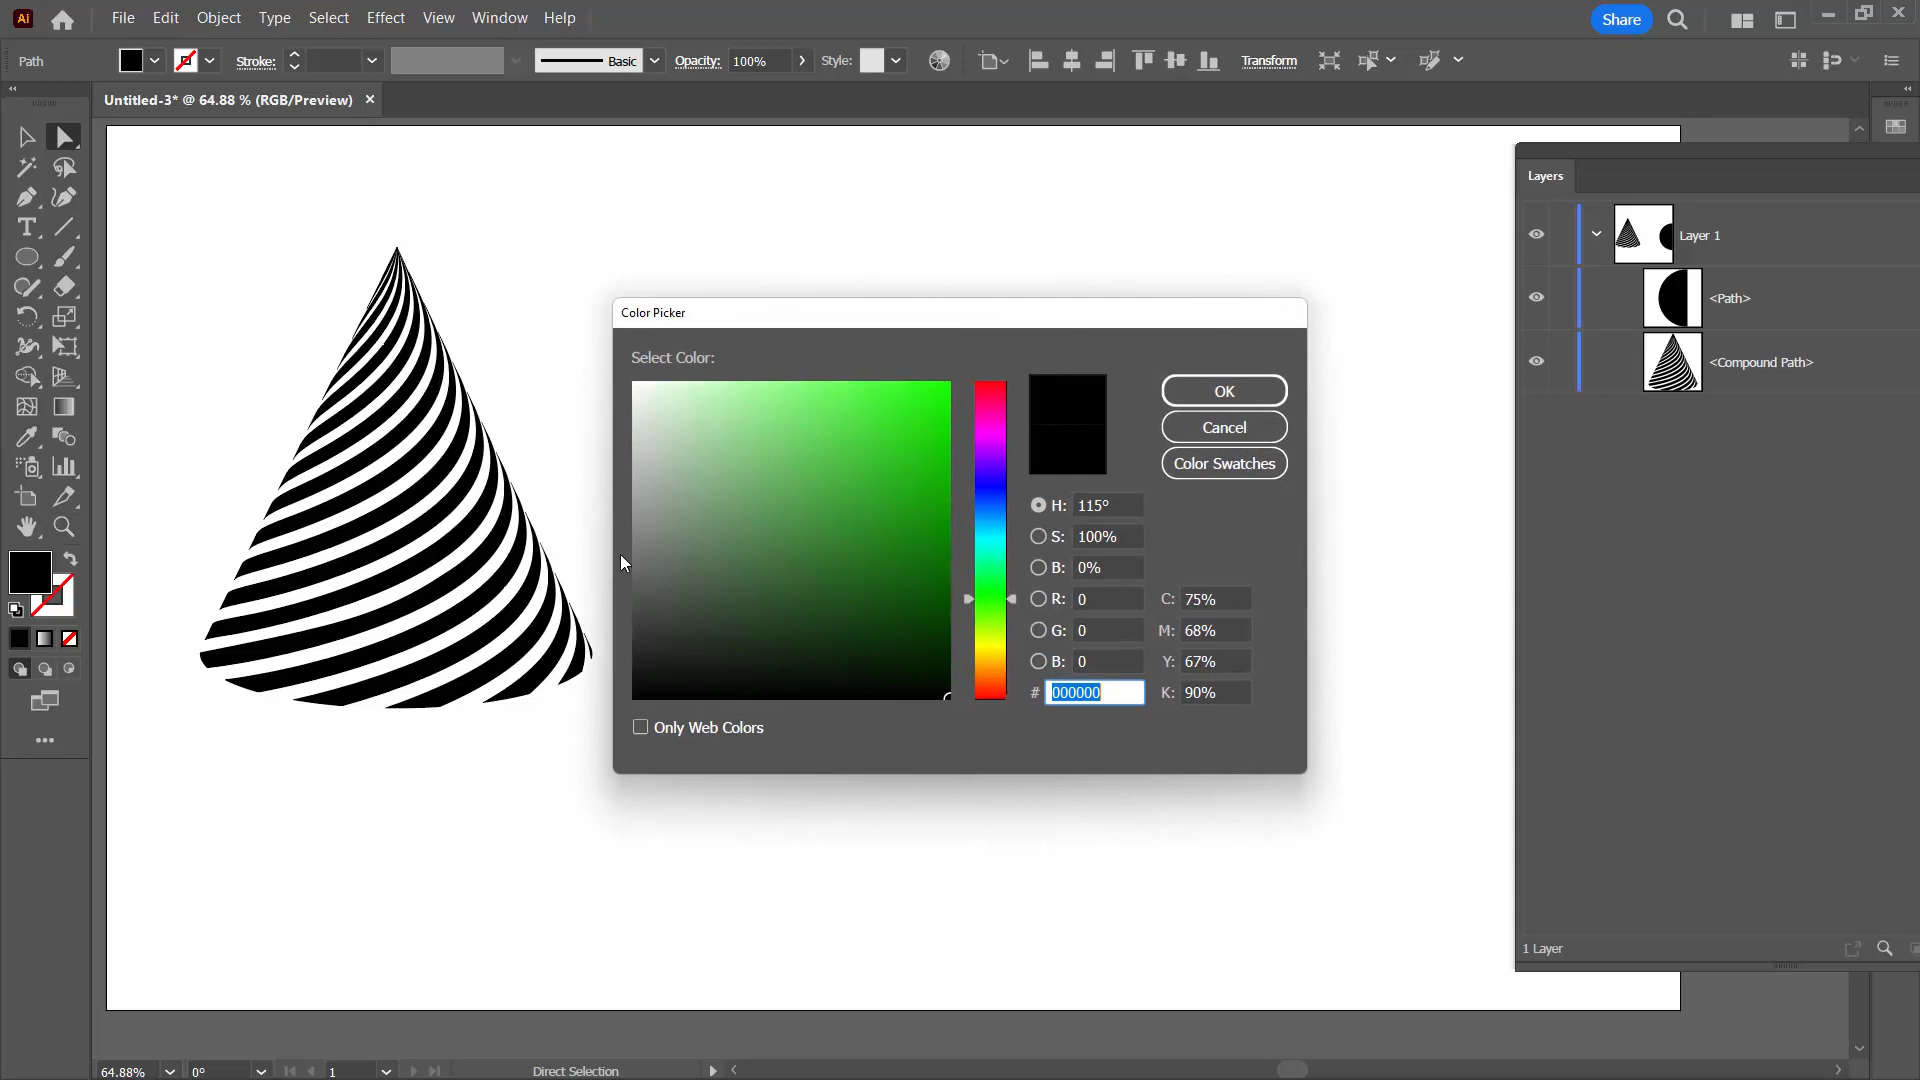 Ai File Edit Object Type Select Effect View Window Help Share
Path Stroke: Basic Opacity: 100% Style: Transform
Untitled-3* @ 64.88 % (RGB/Preview)
Layers
Layer 1
<Path>
<Compound Path>
1 Layer
Color Picker
Select Color:
OK
Cancel
Color Swatches
H: 115°
S: 100%
B: 0%
R: 0 C: 75%
G: 0 M: 68%
B: 0 Y: 67%
# 000000 K: 90%
Only Web Colors
64.88% 0° 1 Direct Selection